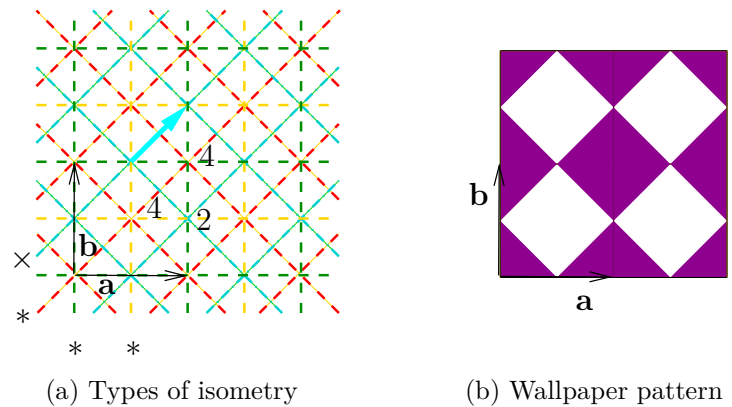 4
4
2
b
a
×
*
* *
(a) Types of isometry
b
a
(b) Wallpaper pattern